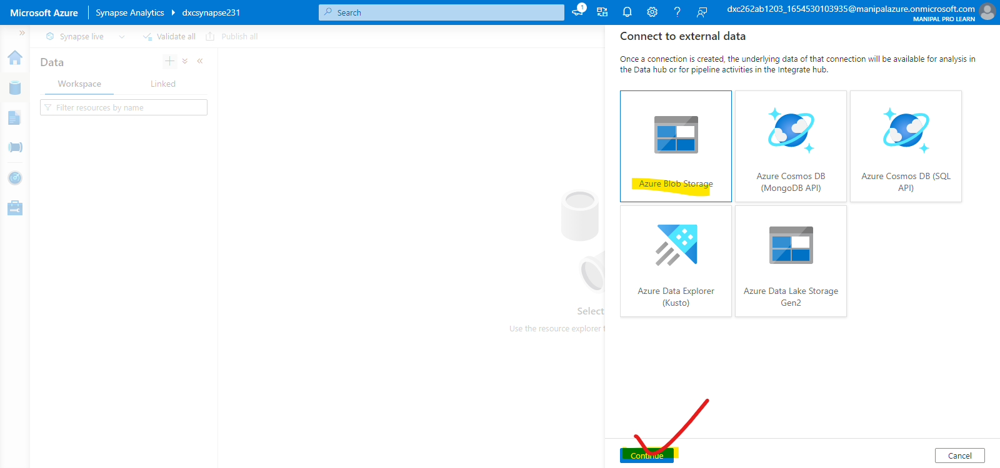 Microsoft Azure
Synapse Analytics
dxcsynapse231
Search
1
dxc262ab1203_1654530103935@manipalazure.onmicrosoft.com
MANIPAL PRO LEARN
Synapse live
Validate all
Publish all
Data
Workspace
Linked
Filter resources by name
Select
Use the resource explorer
Connect to external data
Once a connection is created, the underlying data of that connection will be available for analysis in
the Data hub or for pipeline activities in the Integrate hub.
Azure Blob Storage
Azure Cosmos DB
(MongoDB API)
Azure Cosmos DB (SQL
API)
Azure Data Explorer
(Kusto)
Azure Data Lake Storage
Gen2
Continue
Cancel